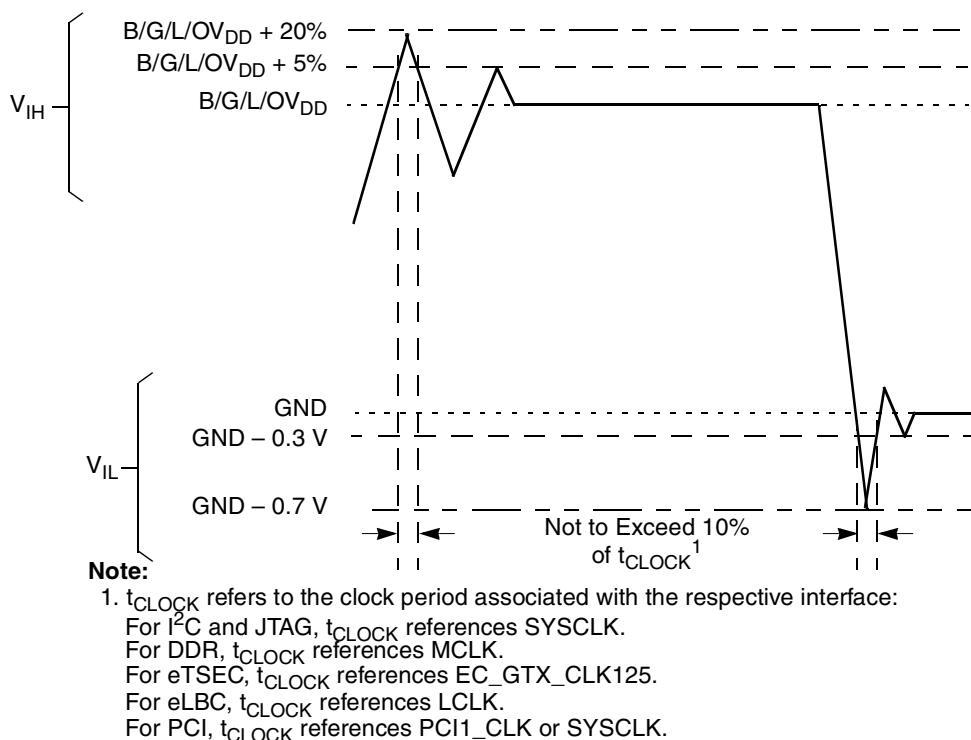 B/G/L/OVDD + 20%
B/G/L/OVDD + 5%
B/G/L/OVDD
VIH
GND
GND – 0.3 V
VIL
GND – 0.7 V
Not to Exceed 10%
of tCLOCK1
Note:
1. tCLOCK refers to the clock period associated with the respective interface:
For I2C and JTAG, tCLOCK references SYSCLK.
For DDR, tCLOCK references MCLK.
For eTSEC, tCLOCK references EC_GTX_CLK125.
For eLBC, tCLOCK references LCLK.
For PCI, tCLOCK references PCI1_CLK or SYSCLK.